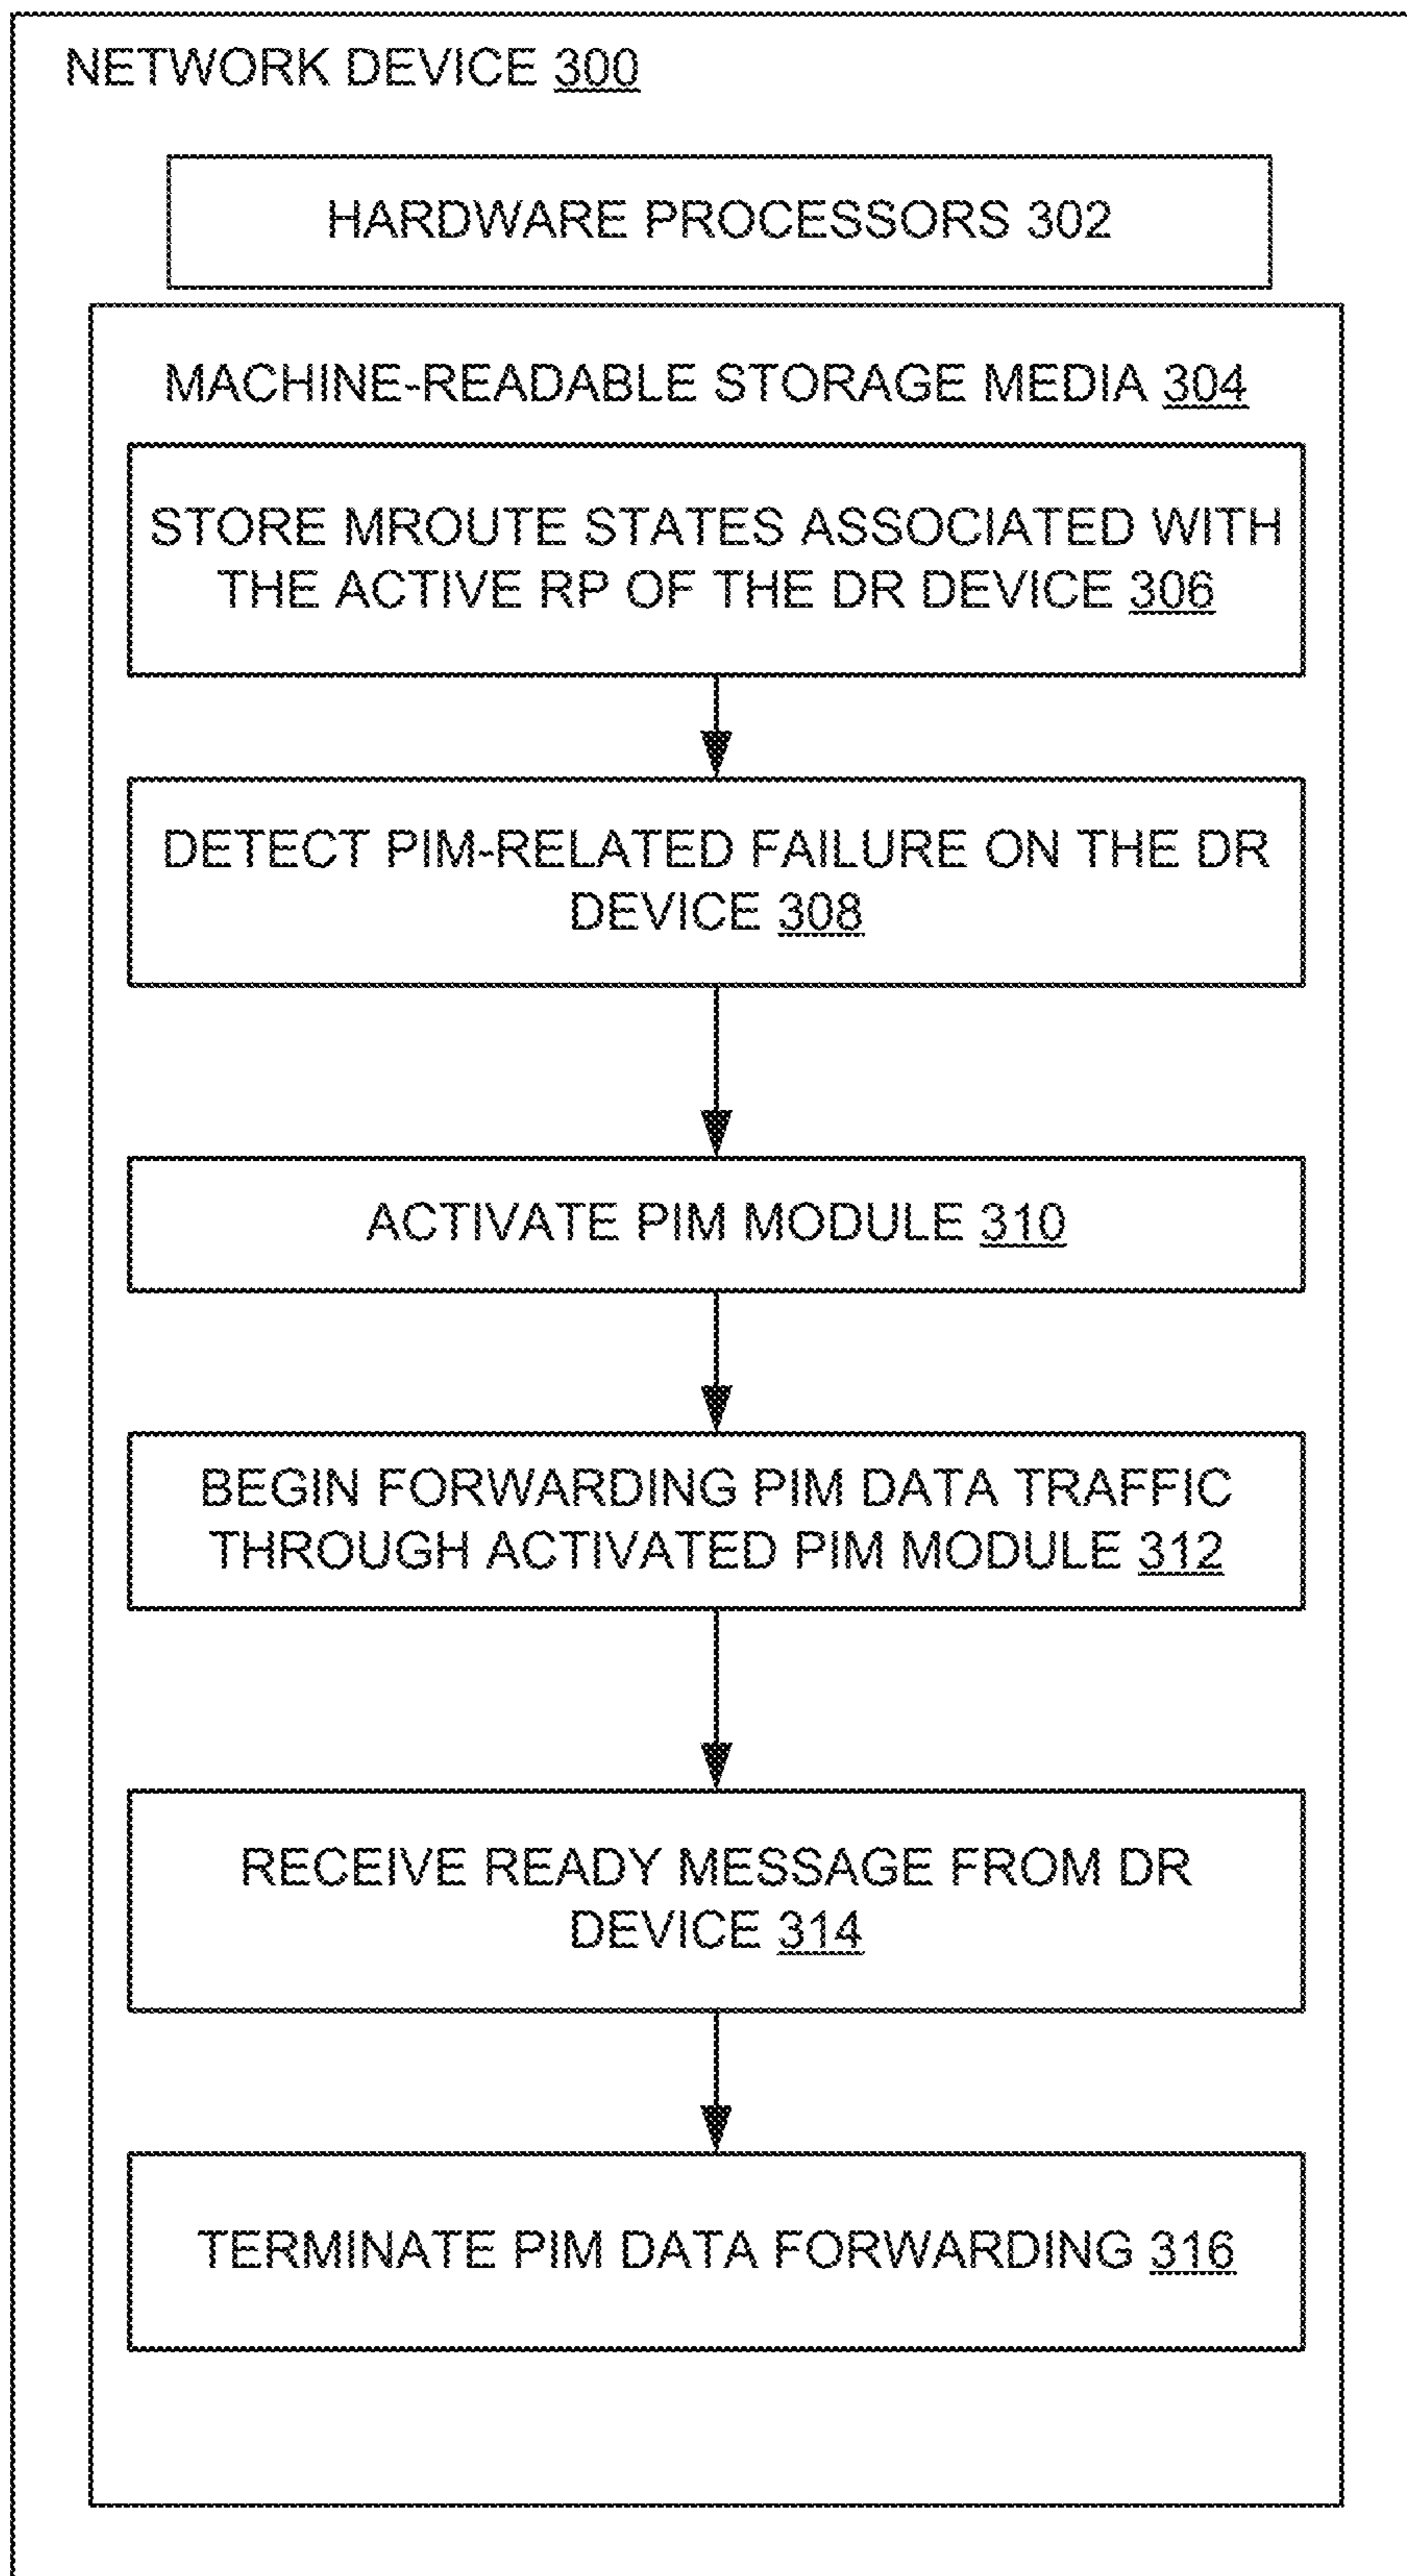 NETWORK DEVICE 300
HARDWARE PROCESSORS 302
MACHINE-READABLE STORAGE MEDIA 304
STORE MROUTE STATES ASSOCIATED WITH
THE ACTIVE RP OF THE DR DEVICE 306
DETECT PIM-RELATED FAILURE ON THE DR
DEVICE 308
ACTIVATE PIM MODULE 310
BEGIN FORWARDING PIM DATA TRAFFIC
THROUGH ACTIVATED PIM MODULE 312
RECEIVE READY MESSAGE FROM DR
DEVICE 314
TERMINATE PIM DATA FORWARDING 316